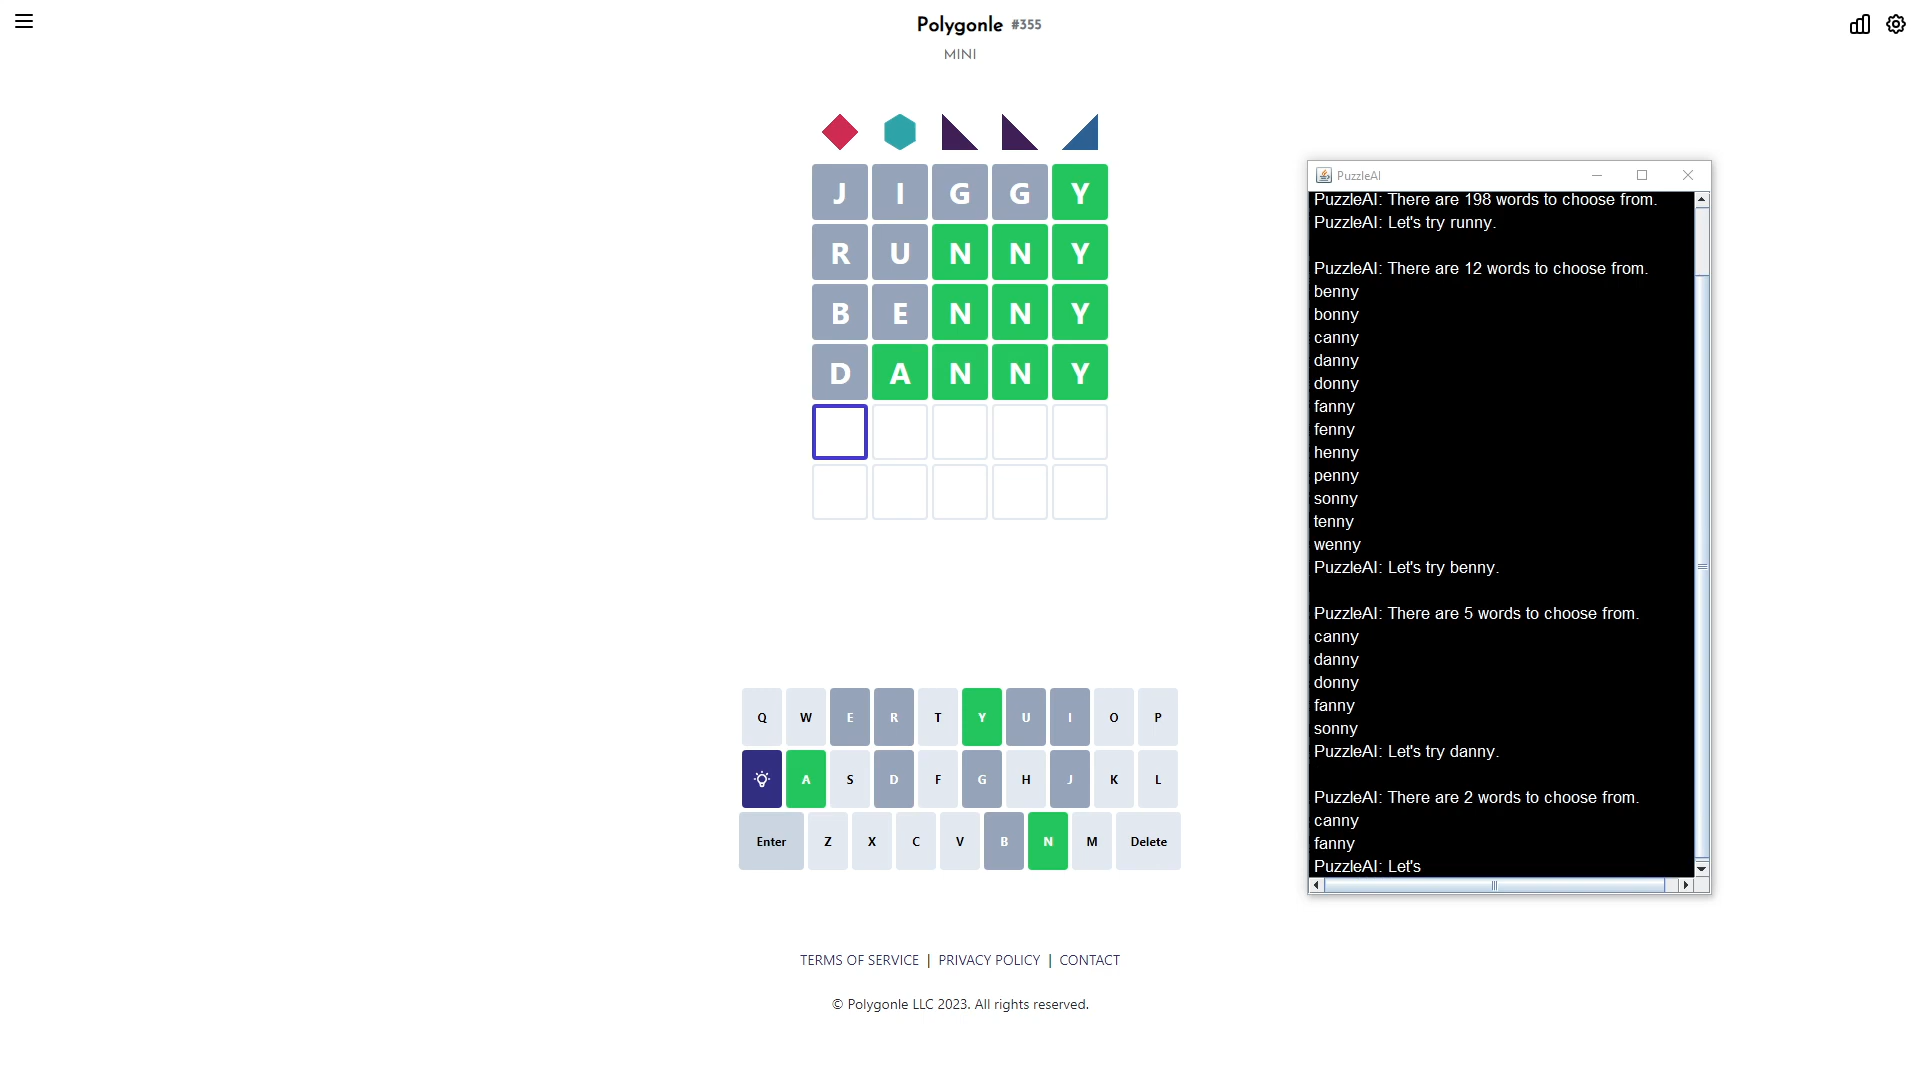 Polygonle #355
MINI
J I G G Y
R U N N Y
B E N N Y
D A N N Y
Q W E R T Y U I O P
A S D F G H J K L
Enter Z X C V B N M Delete
TERMS OF SERVICE | PRIVACY POLICY | CONTACT
© Polygonle LLC 2023. All rights reserved.
PuzzleAI
PuzzleAI: There are 198 words to choose from.
PuzzleAI: Let's try runny.
PuzzleAI: There are 12 words to choose from.
benny
bonny
canny
danny
donny
fanny
fenny
henny
penny
sonny
tenny
wenny
PuzzleAI: Let's try benny.
PuzzleAI: There are 5 words to choose from.
canny
danny
donny
fanny
sonny
PuzzleAI: Let's try danny.
PuzzleAI: There are 2 words to choose from.
canny
fanny
PuzzleAI: Let's